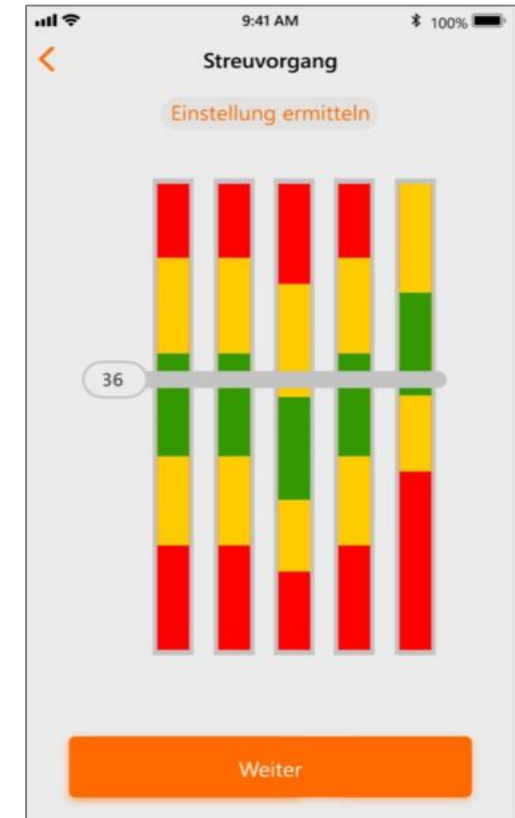 9:41 AM
100%
Streuvorgang
Einstellung ermitteln
36
Weiter